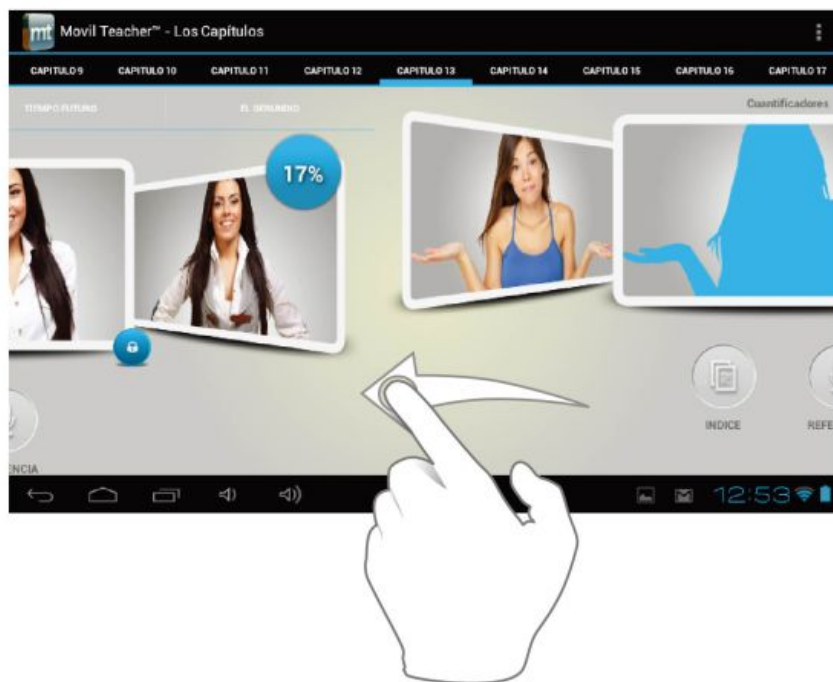 mt Movil Teacher™ - Los Capítulos
CAPITULO 9 CAPITULO 10 CAPITULO 11 CAPITULO 12 CAPITULO 13 CAPITULO 14 CAPITULO 15 CAPITULO 16 CAPITULO 17
TIEMPO FUTURO EL GERUNDIO Cuantificadores
17%
INDICE REFE
NCIA
12:53